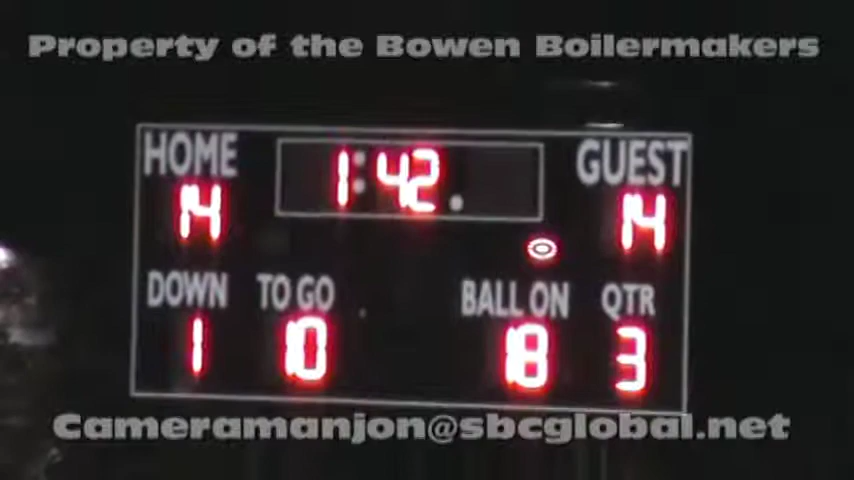 Property of the Bowen Boilermakers
HOME 1:42 GUEST
14 14
DOWN TO GO BALL ON QTR
1 10 18 3
Cameramanjon@sbcglobal.net